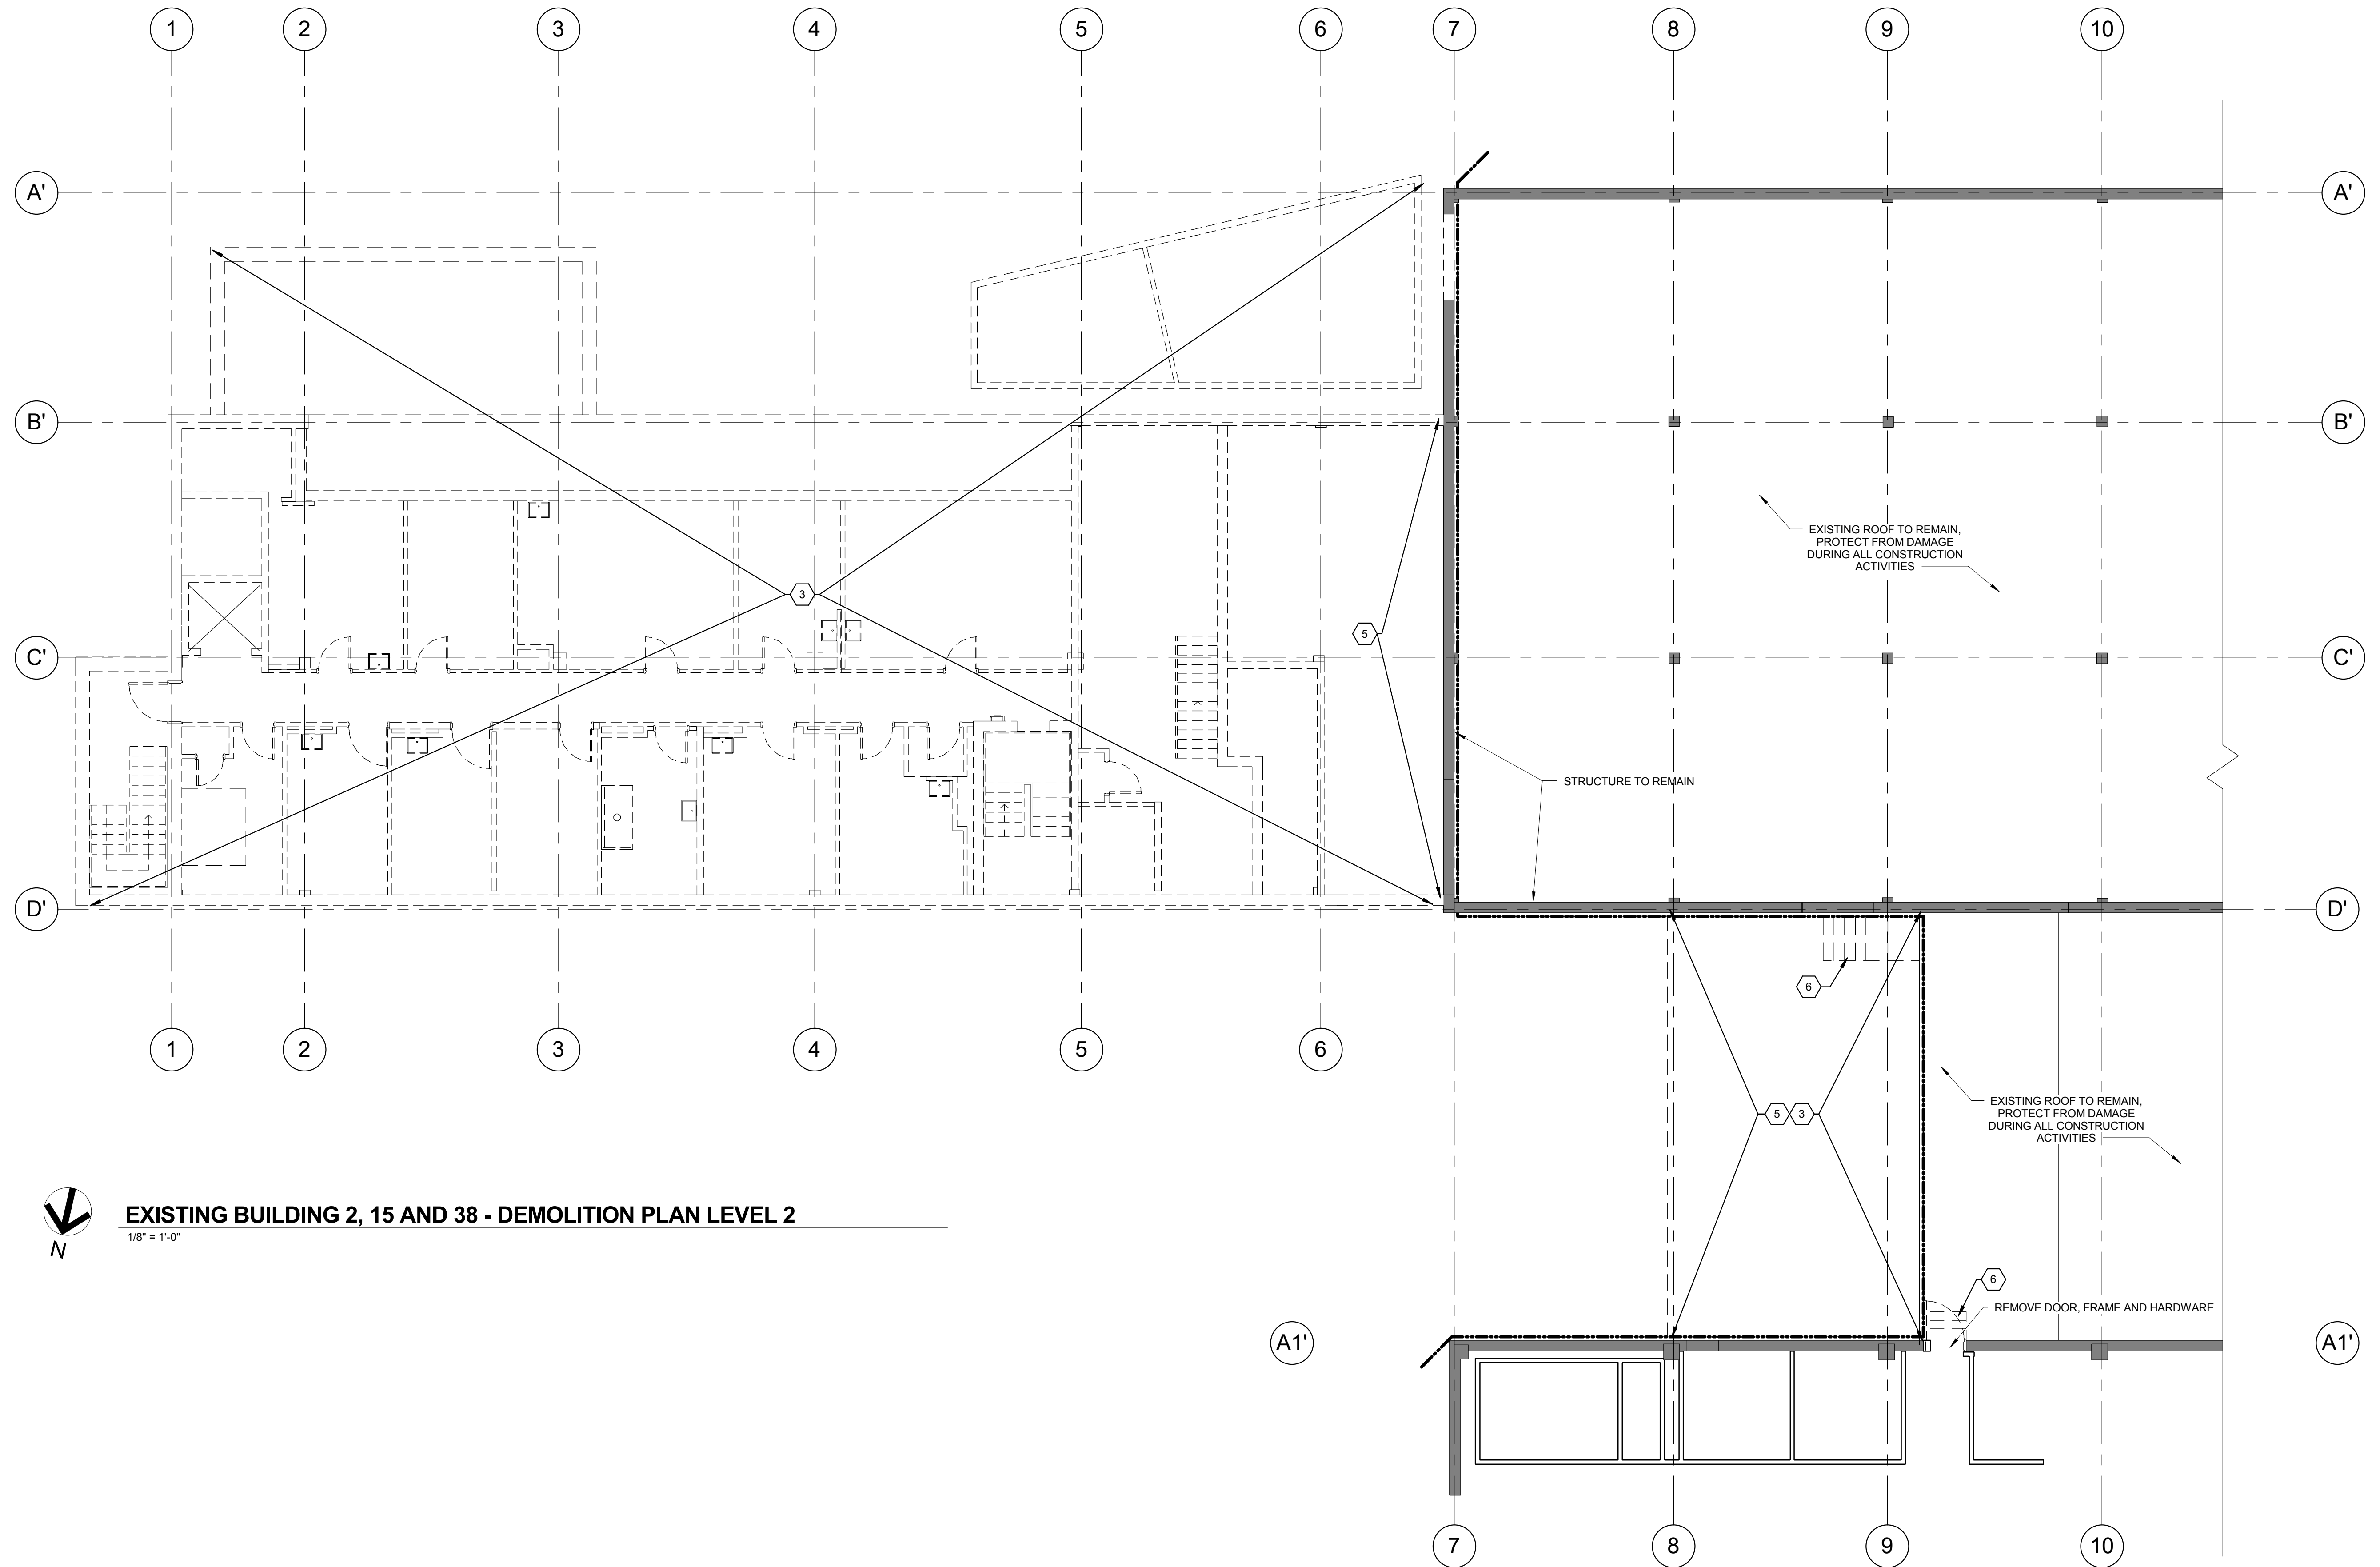 1 2 3 4 5 6 7 8 9 10
A' A'
B' B'
EXISTING ROOF TO REMAIN,
PROTECT FROM DAMAGE
DURING ALL CONSTRUCTION
ACTIVITIES
3
5
C' C'
STRUCTURE TO REMAIN
D' D'
6
1 2 3 4 5 6
5 3
EXISTING ROOF TO REMAIN,
PROTECT FROM DAMAGE
DURING ALL CONSTRUCTION
ACTIVITIES
N
EXISTING BUILDING 2, 15 AND 38 - DEMOLITION PLAN LEVEL 2
1/8" = 1'-0"
6
REMOVE DOOR, FRAME AND HARDWARE
A1' A1'
7 8 9 10